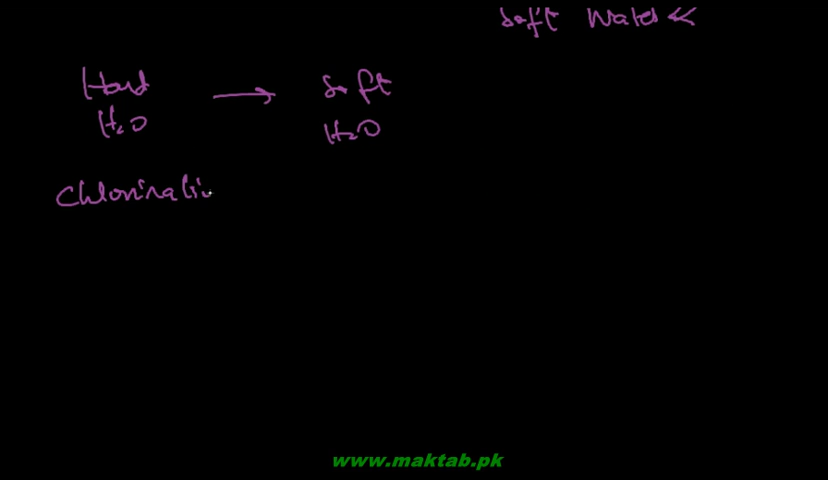 Soft Water <<
Hard → Soft
H₂O H₂O
Chlorinati
www.maktab.pk